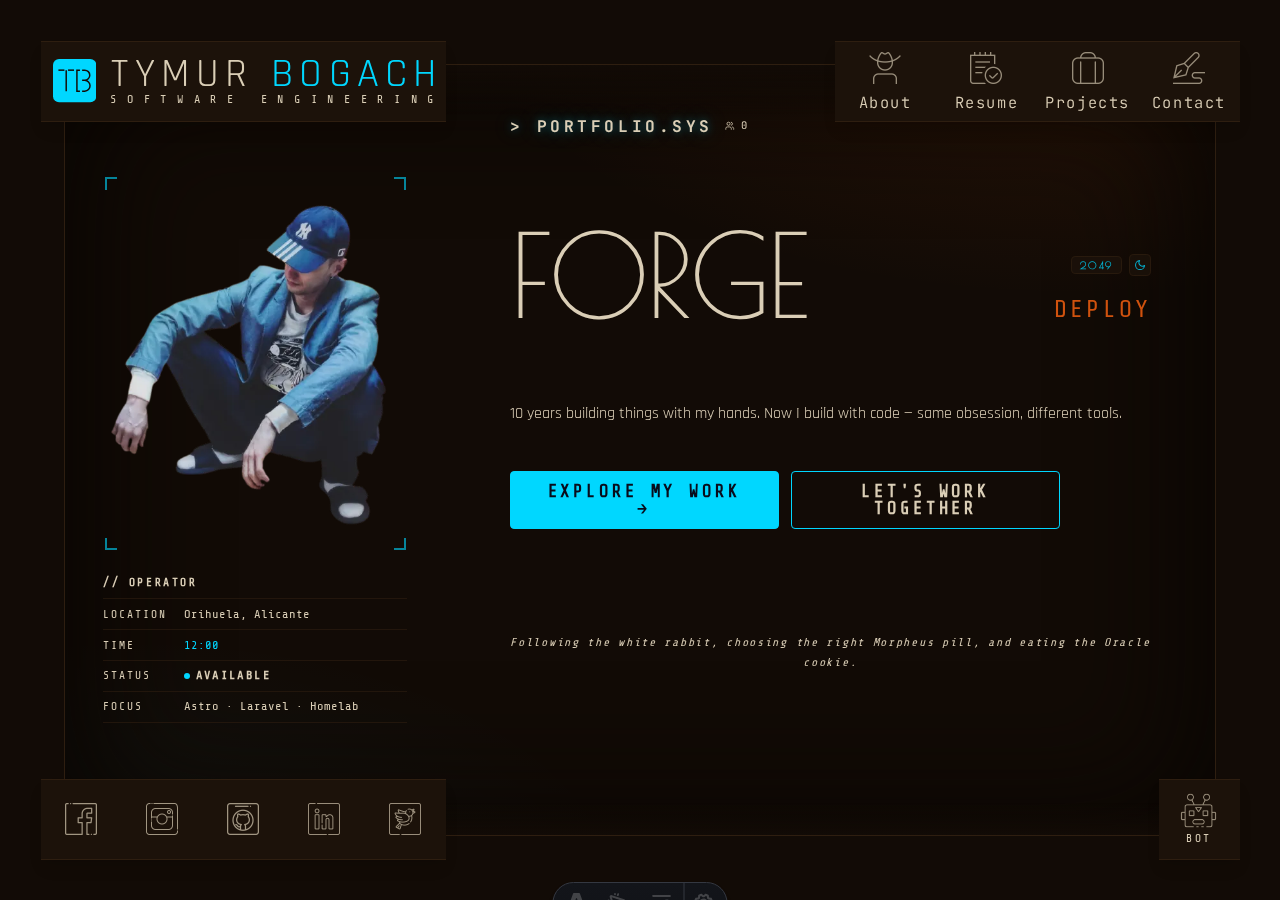 TB TYMUR BOGACH
SOFTWARE ENGINEERING
About Resume Projects Contact
> PORTFOLIO.SYS 0
FORGE
2049
DEPLOY
10 years building things with my hands. Now I build with code – same obsession, different tools.
EXPLORE MY WORK
→
LET'S WORK
TOGETHER
// OPERATOR
LOCATION Orihuela, Alicante
TIME 12:00
STATUS AVAILABLE
FOCUS Astro · Laravel · Homelab
Following the white rabbit, choosing the right Morpheus pill, and eating the Oracle
cookie.
BOT